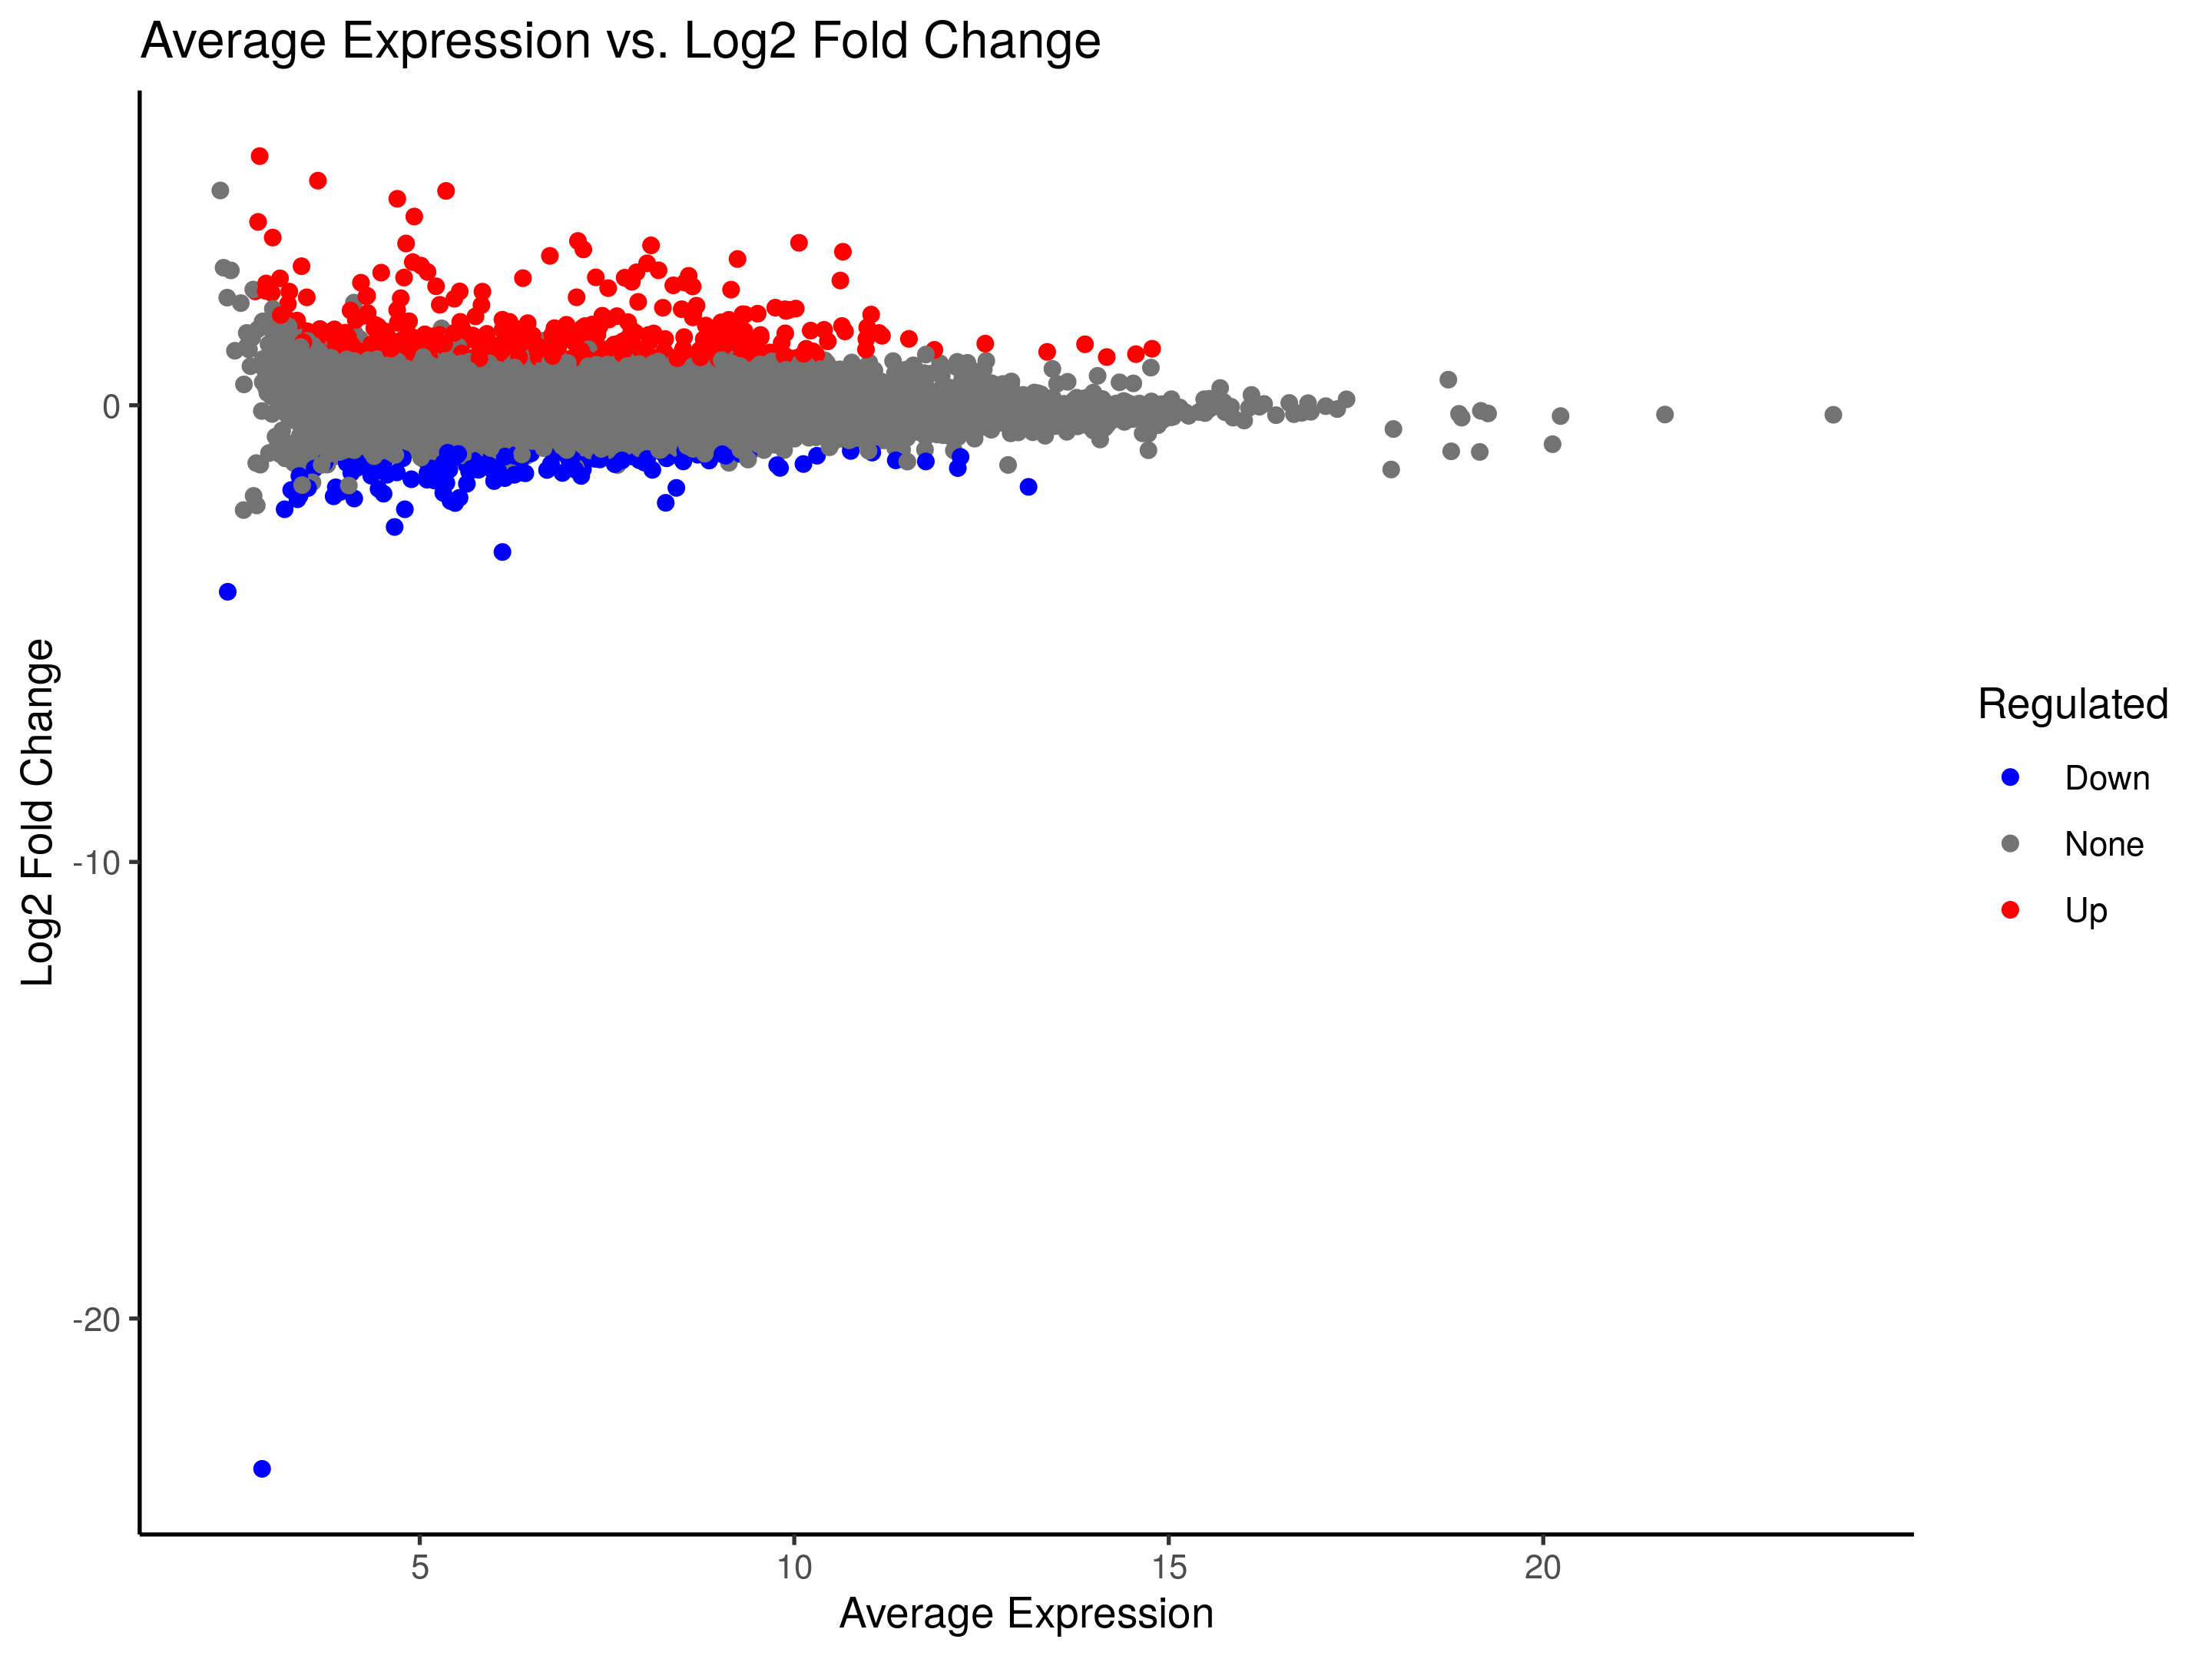 Average Expression vs. Log2 Fold Change
Log2 Fold Change
0
-10
-20
5
10
15
20
Average Expression
Regulated
Down
None
Up